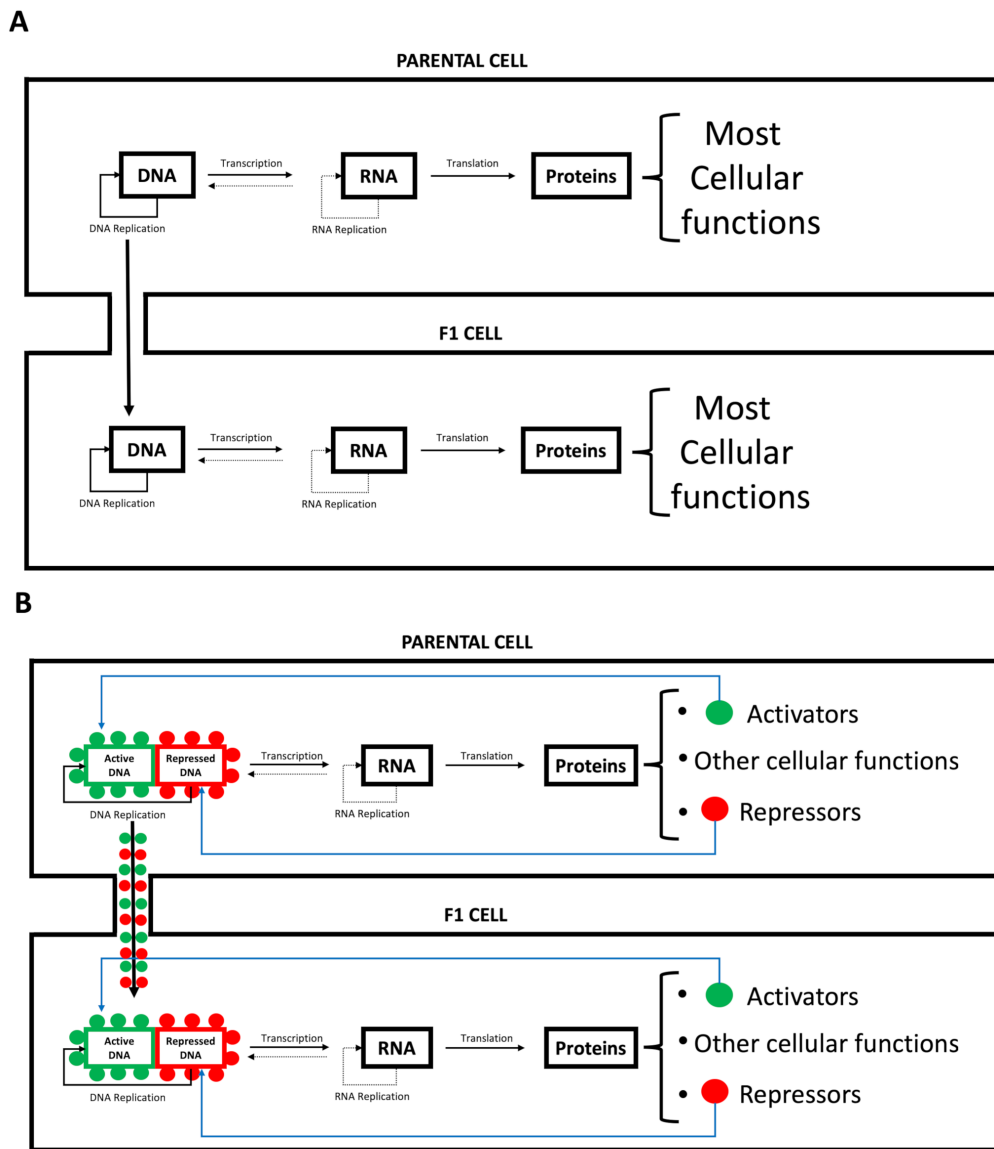 A
PARENTAL CELL
DNA
Transcription
RNA
Translation
Proteins
Most
Cellular
functions
DNA Replication
RNA Replication
F1 CELL
DNA
Transcription
RNA
Translation
Proteins
Most
Cellular
functions
DNA Replication
RNA Replication
B
PARENTAL CELL
Active
DNA
Repressed
DNA
Transcription
RNA
Translation
Proteins
• Activators
• Other cellular functions
• Repressors
DNA Replication
RNA Replication
F1 CELL
Active
DNA
Repressed
DNA
Transcription
RNA
Translation
Proteins
• Activators
• Other cellular functions
• Repressors
DNA Replication
RNA Replication